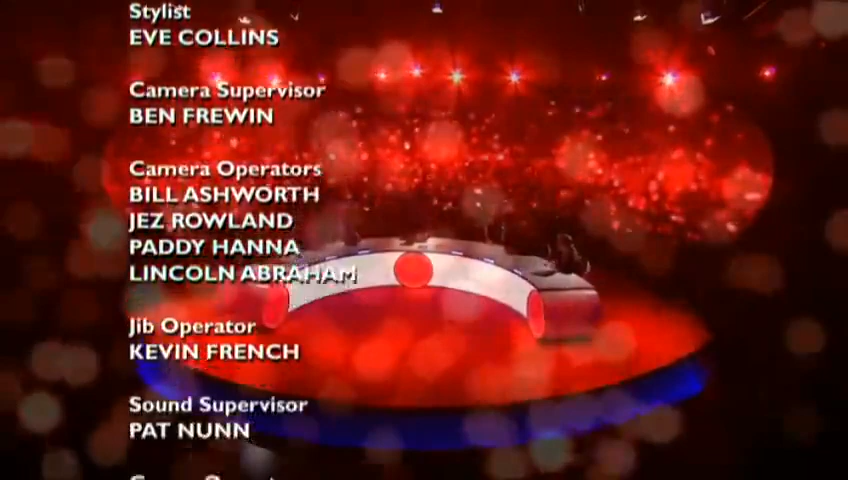 Stylist
EVE COLLINS
Camera Supervisor
BEN FREWIN
Camera Operators
BILL ASHWORTH
JEZ ROWLAND
PADDY HANNA
LINCOLN ABRAHAM
Jib Operator
KEVIN FRENCH
Sound Supervisor
PAT NUNN